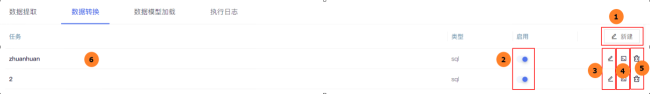 数据提取 数据转换 数据模型加载 执行日志
1
任务 类型 启用 新建
zhuanhuan sql
6 2 3 4 5
2 sql